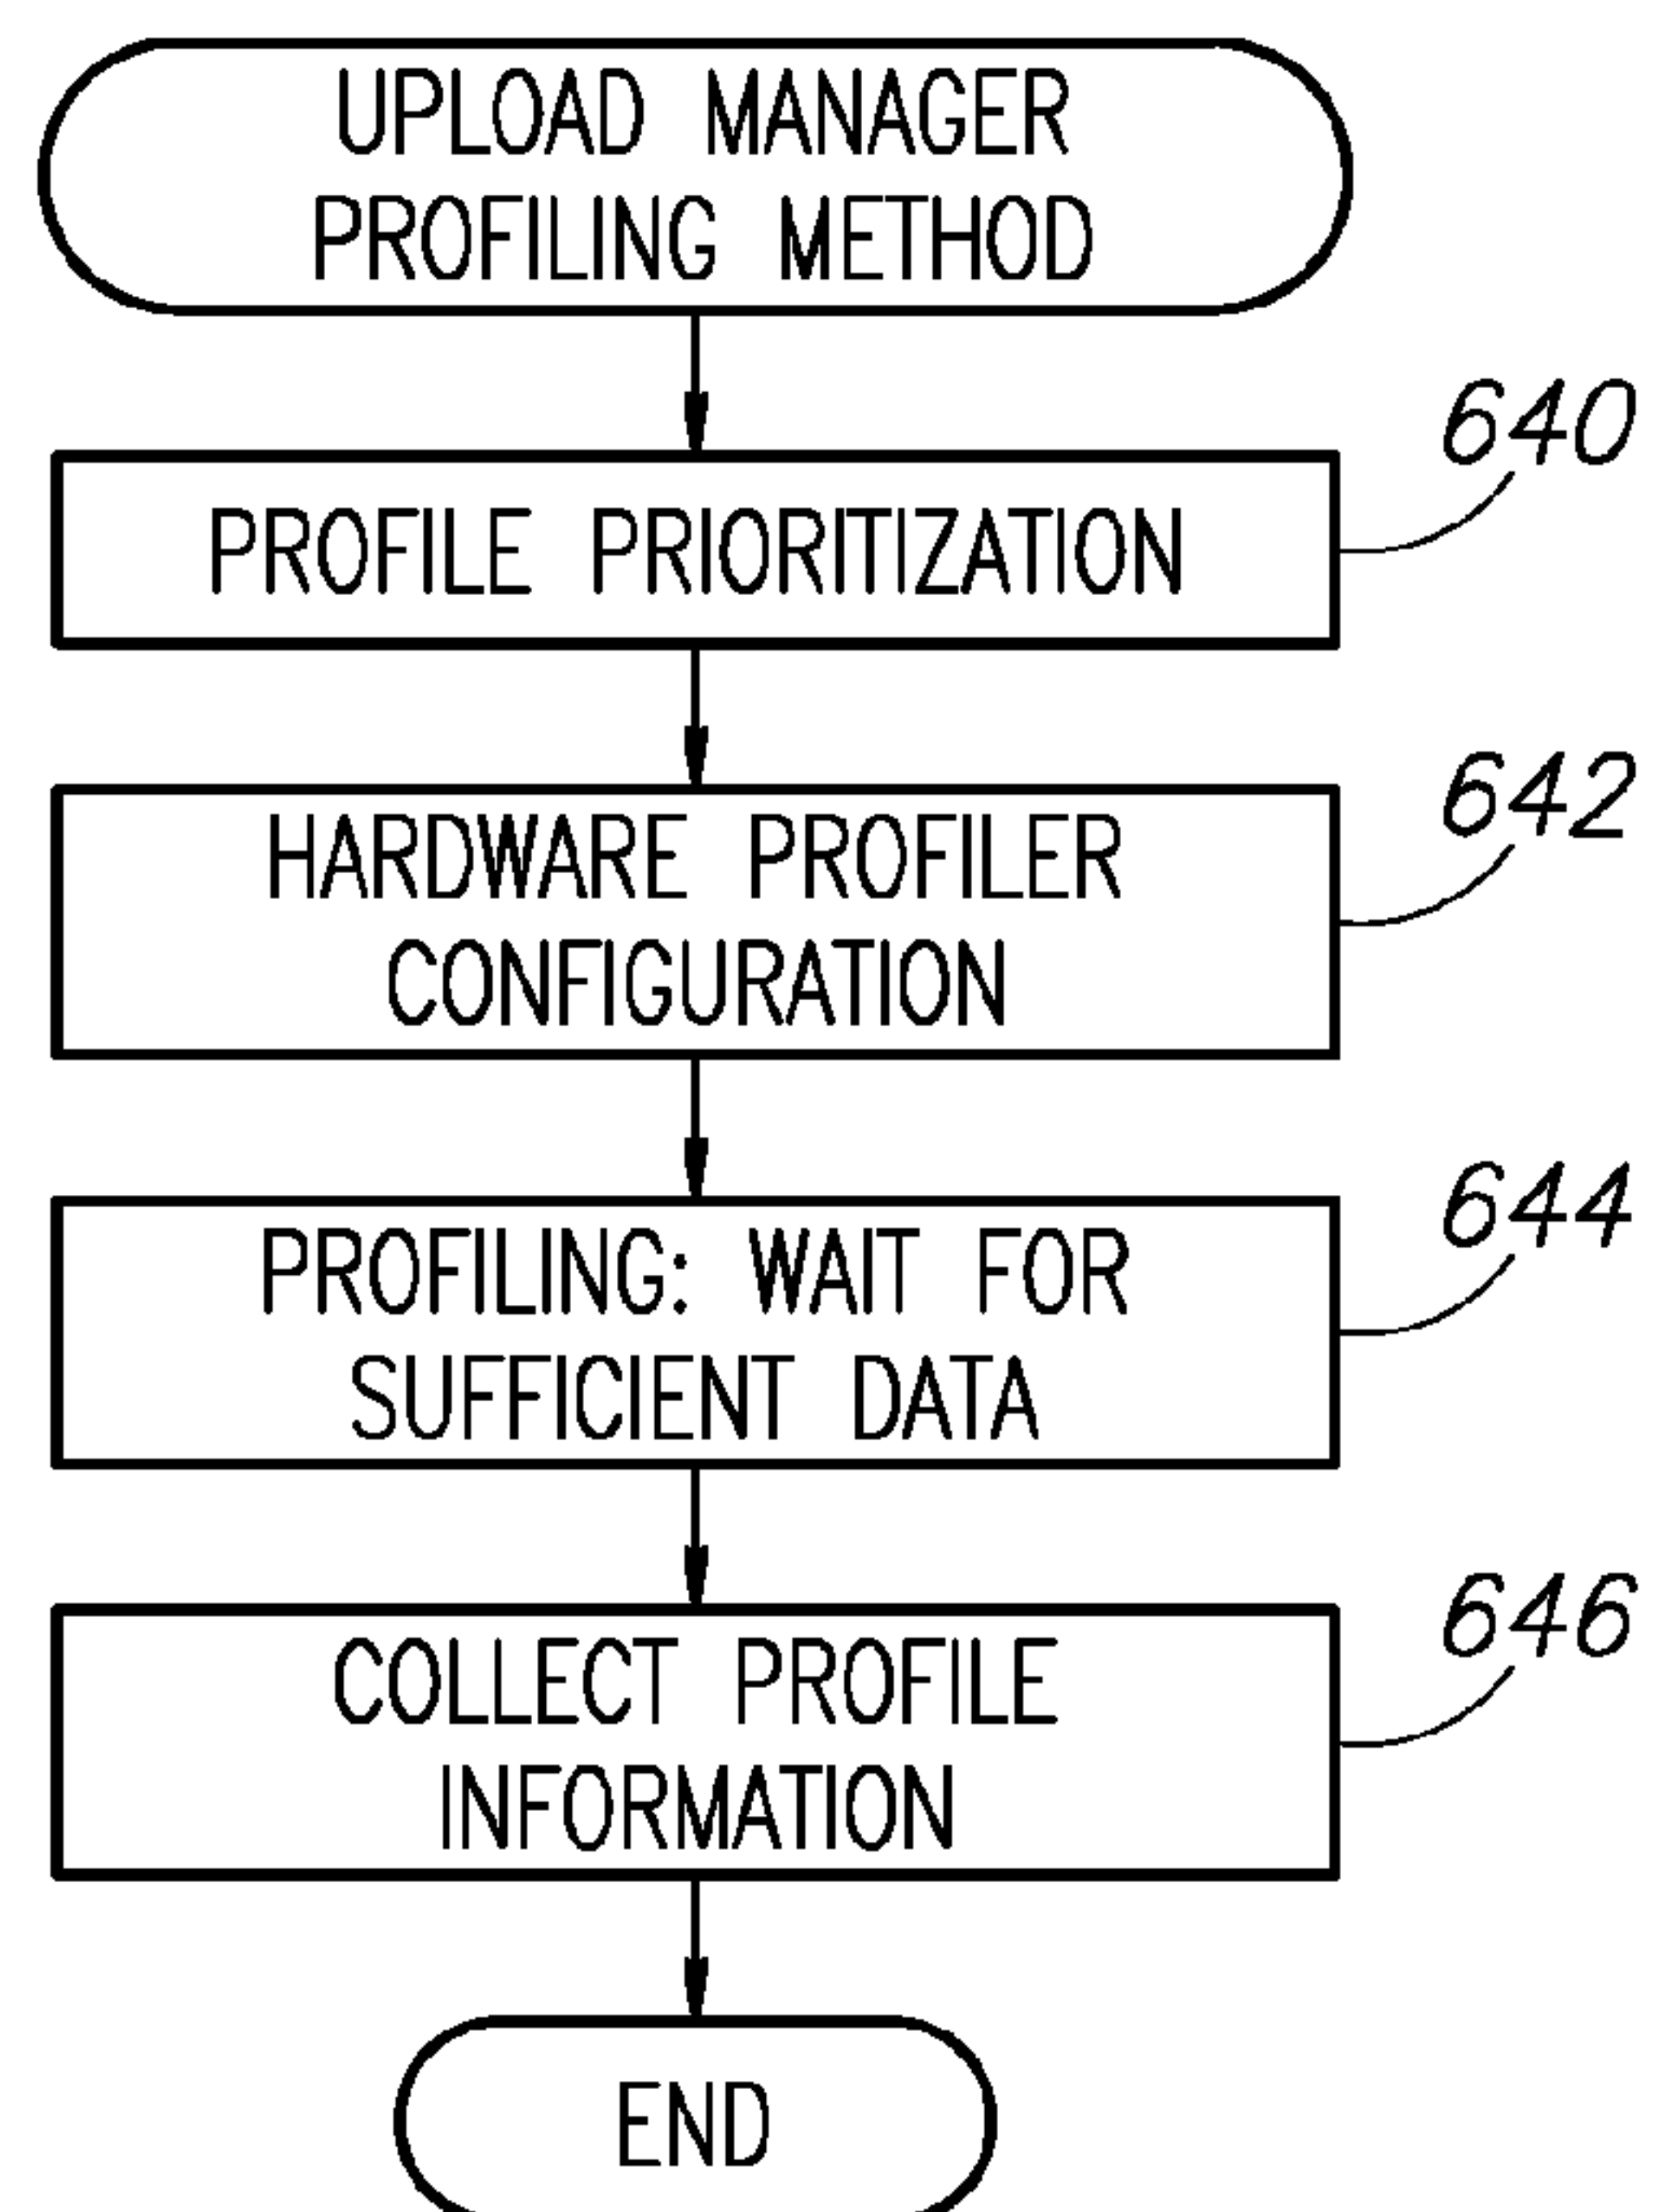 UPLOAD MANAGER
PROFILING METHOD
640
PROFILE PRIORITIZATION
642
HARDWARE PROFILER
CONFIGURATION
644
PROFILING: WAIT FOR
SUFFICIENT DATA
646
COLLECT PROFILE
INFORMATION
END